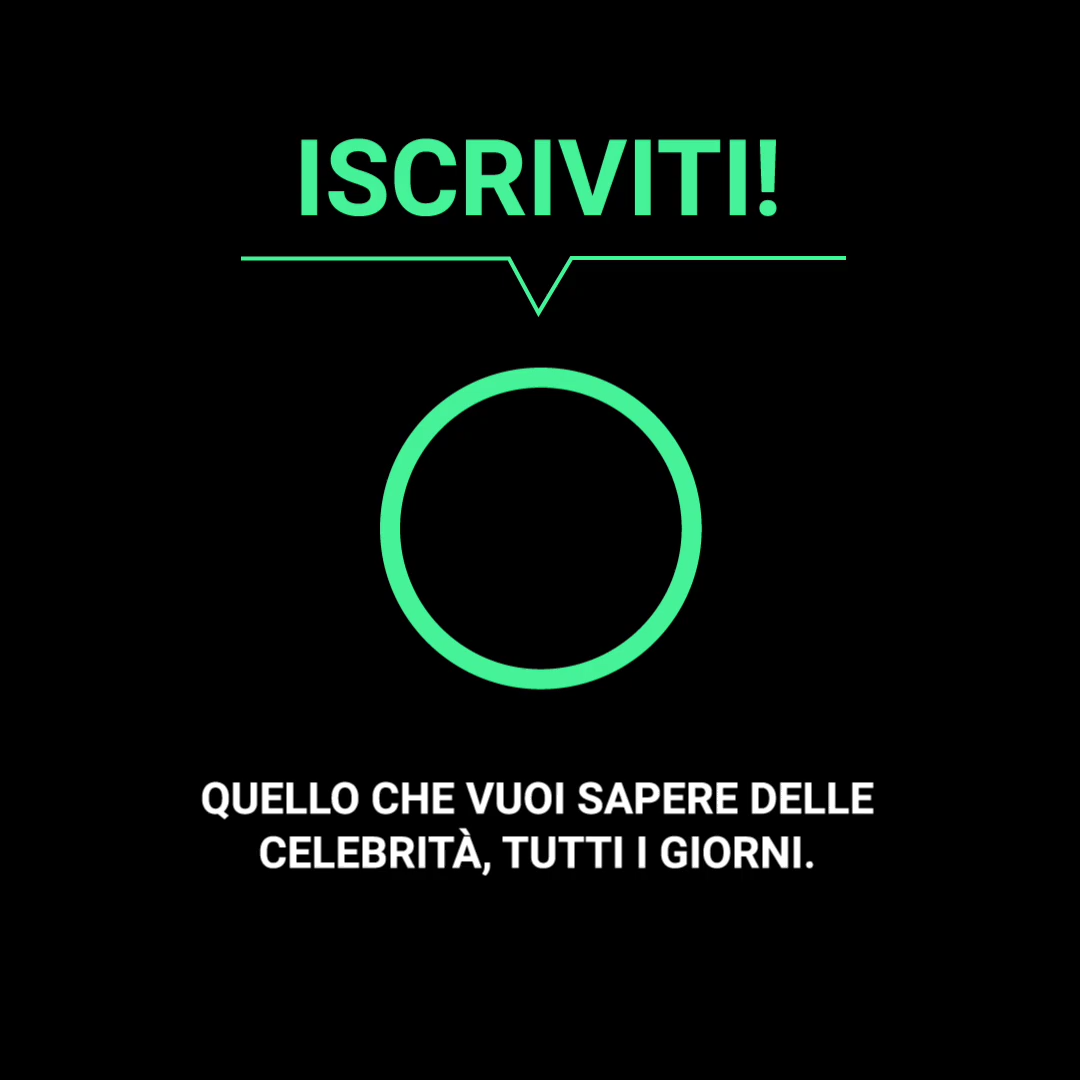 ISCRIVITI!
QUELLO CHE VUOI SAPERE DELLE
CELEBRITÀ, TUTTI I GIORNI.